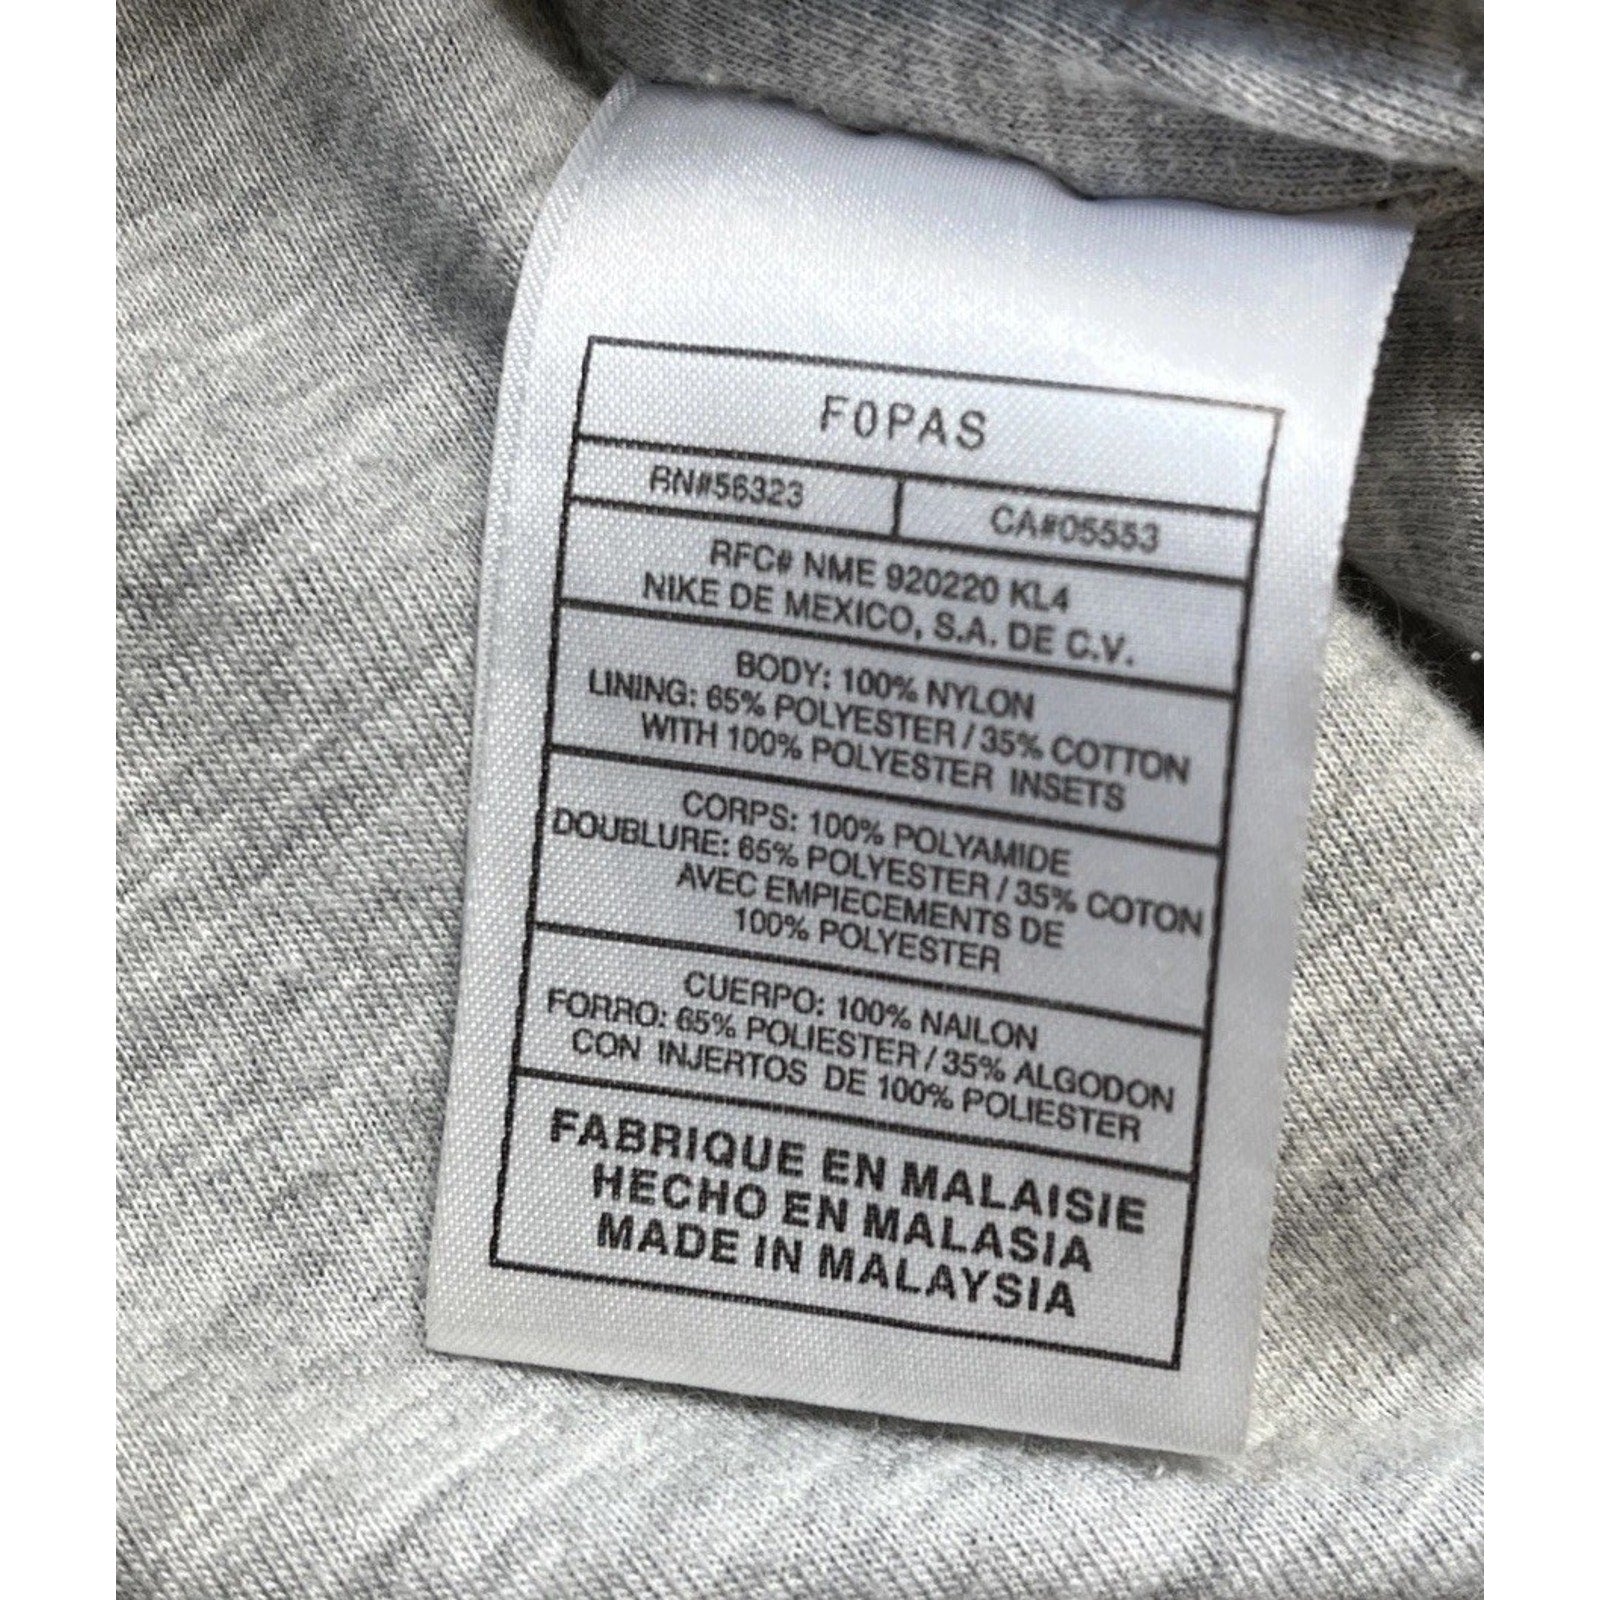 F0PAS
RN#56323 CA#05553
RFC# NME 920220 KL4
NIKE DE MEXICO, S.A. DE C.V.
BODY: 100% NYLON
LINING: 65% POLYESTER / 35% COTTON
WITH 100% POLYESTER INSETS
CORPS: 100% POLYAMIDE
DOUBLURE: 65% POLYESTER / 35% COTON
AVEC EMPIECEMENTS DE
100% POLYESTER
CUERPO: 100% NAILON
FORRO: 65% POLIESTER / 35% ALGODON
CON INJERTOS DE 100% POLIESTER
FABRIQUE EN MALAISIE
HECHO EN MALASIA
MADE IN MALAYSIA